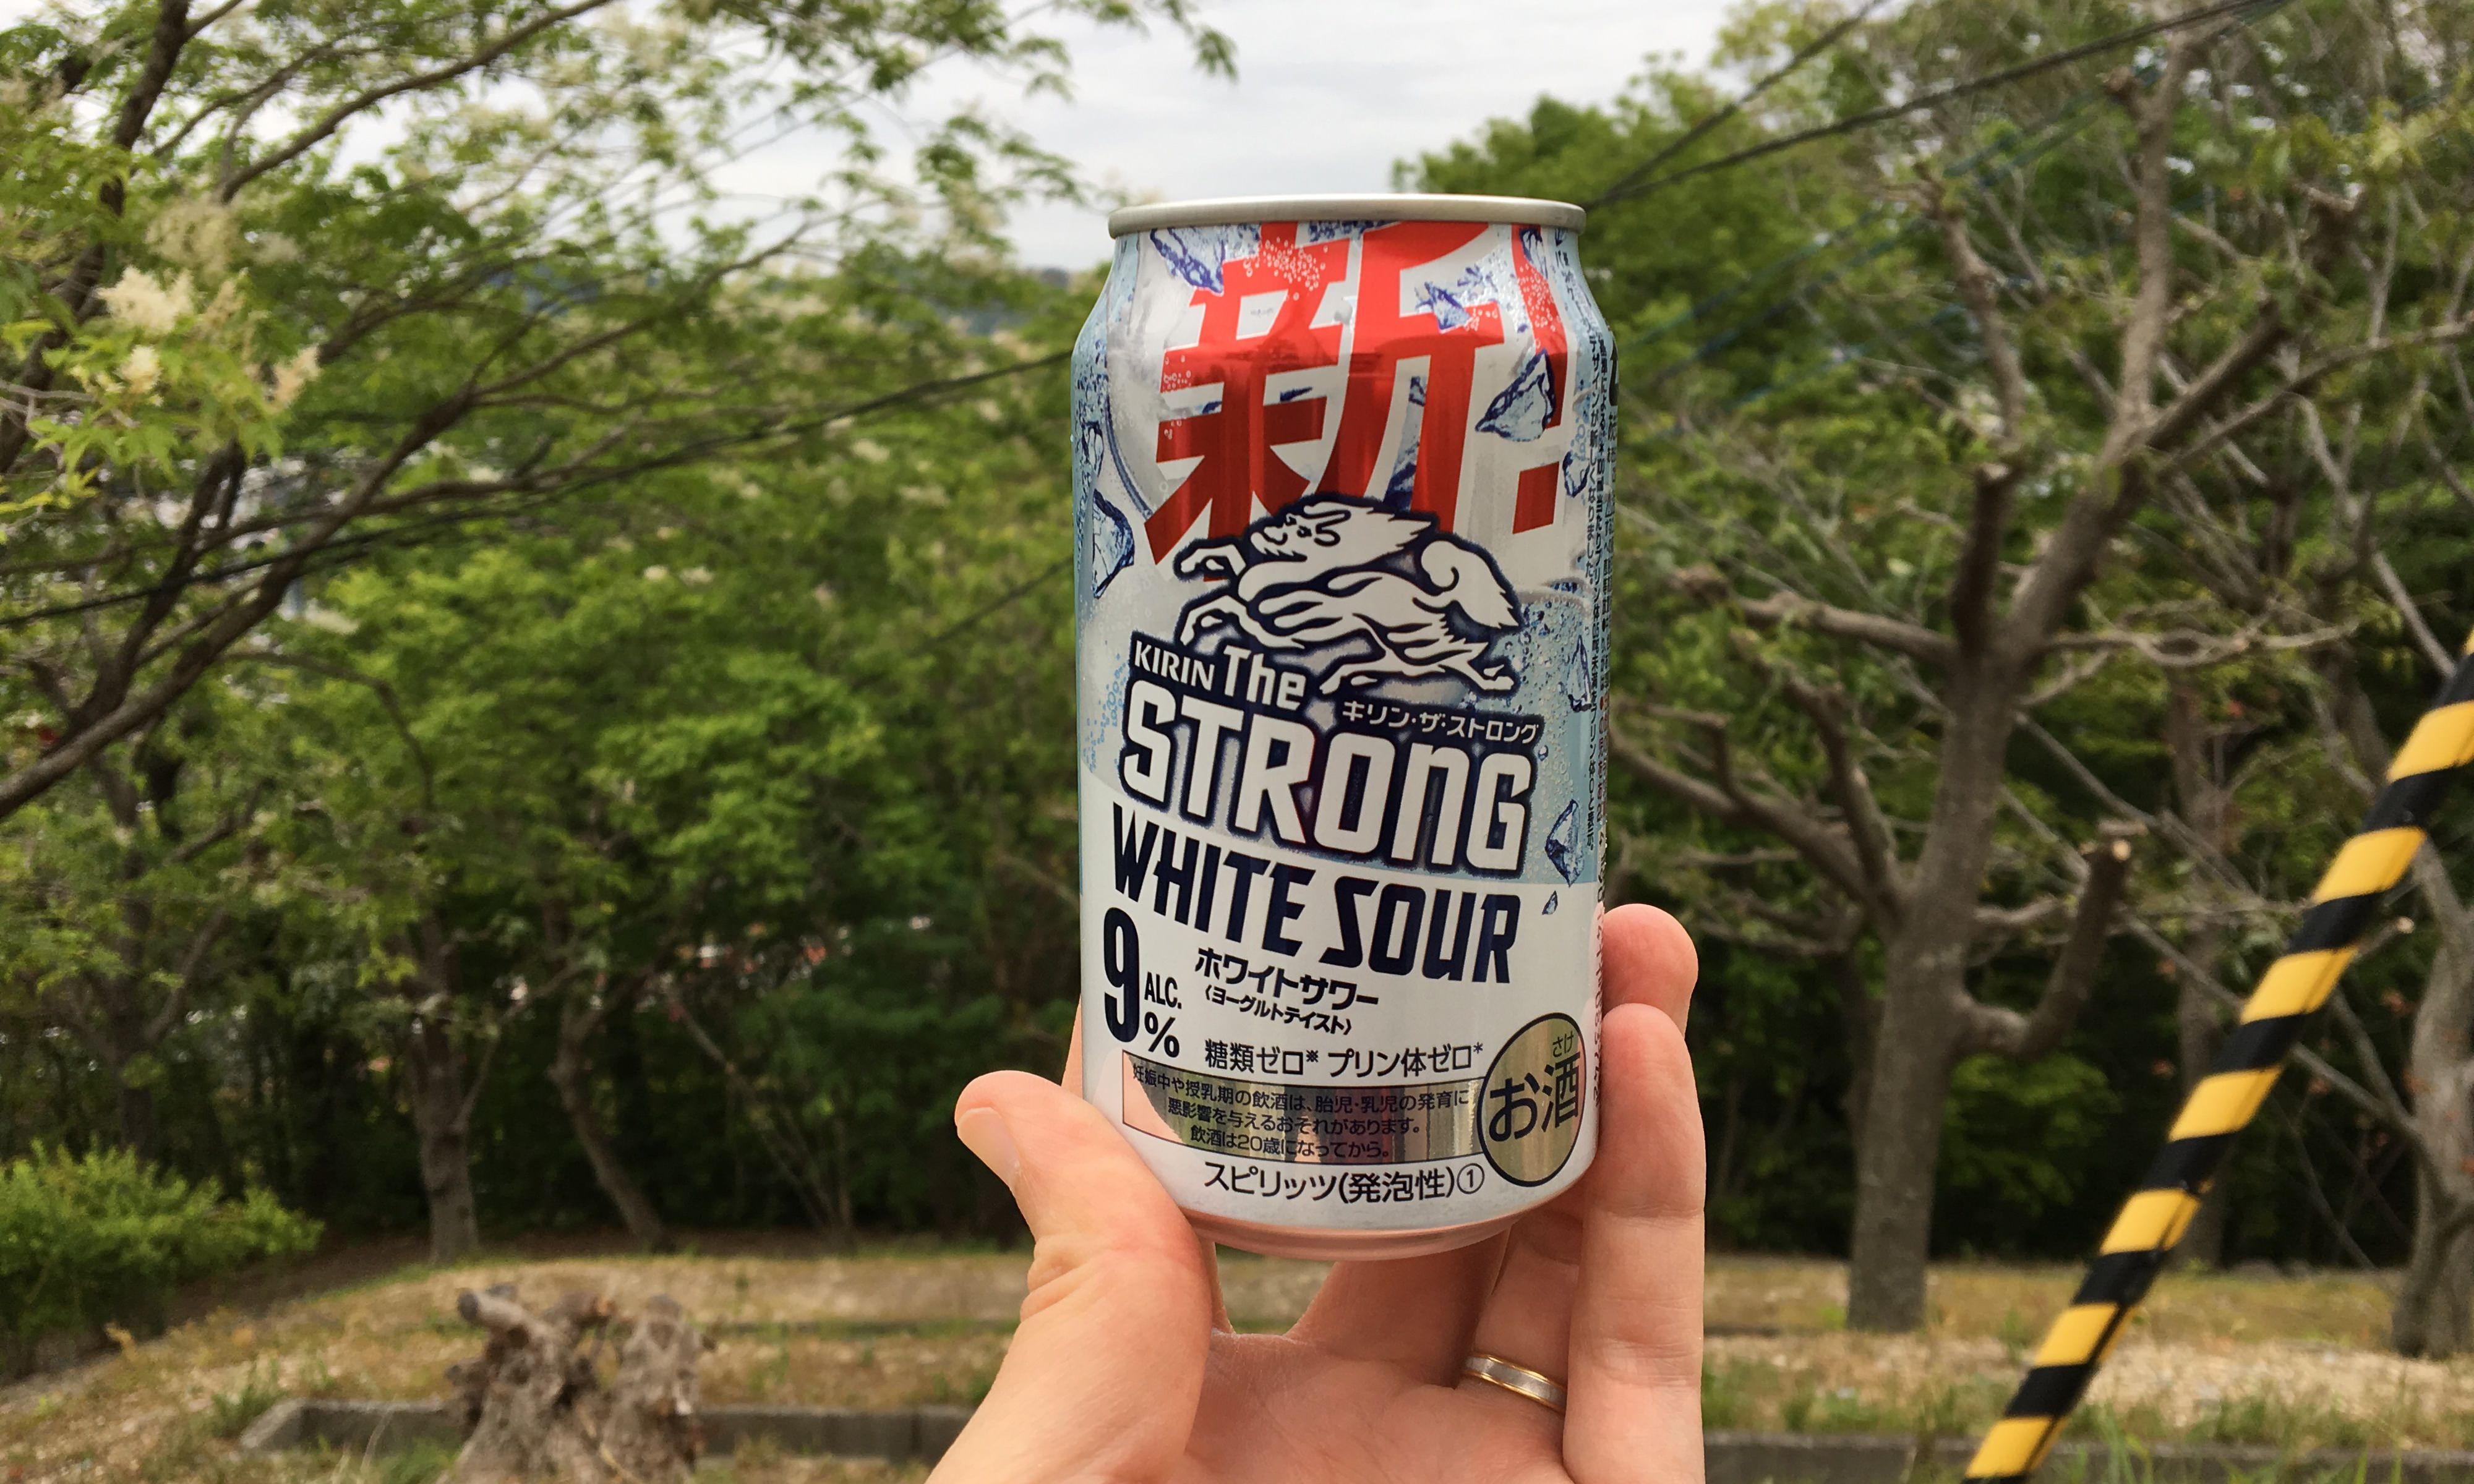 新!
KIRIN The
キリン・ザ・ストロング
STRONG
WHITE SOUR
9 ALC.%
ホワイトサワー
〈ヨーグルトテイスト〉
糖類ゼロ※ プリン体ゼロ*
妊娠中や授乳期の飲酒は、胎児・乳児の発育に
悪影響を与えるおそれがあります。
飲酒は20歳になってから。
さけ
お酒
スピリッツ(発泡性)①